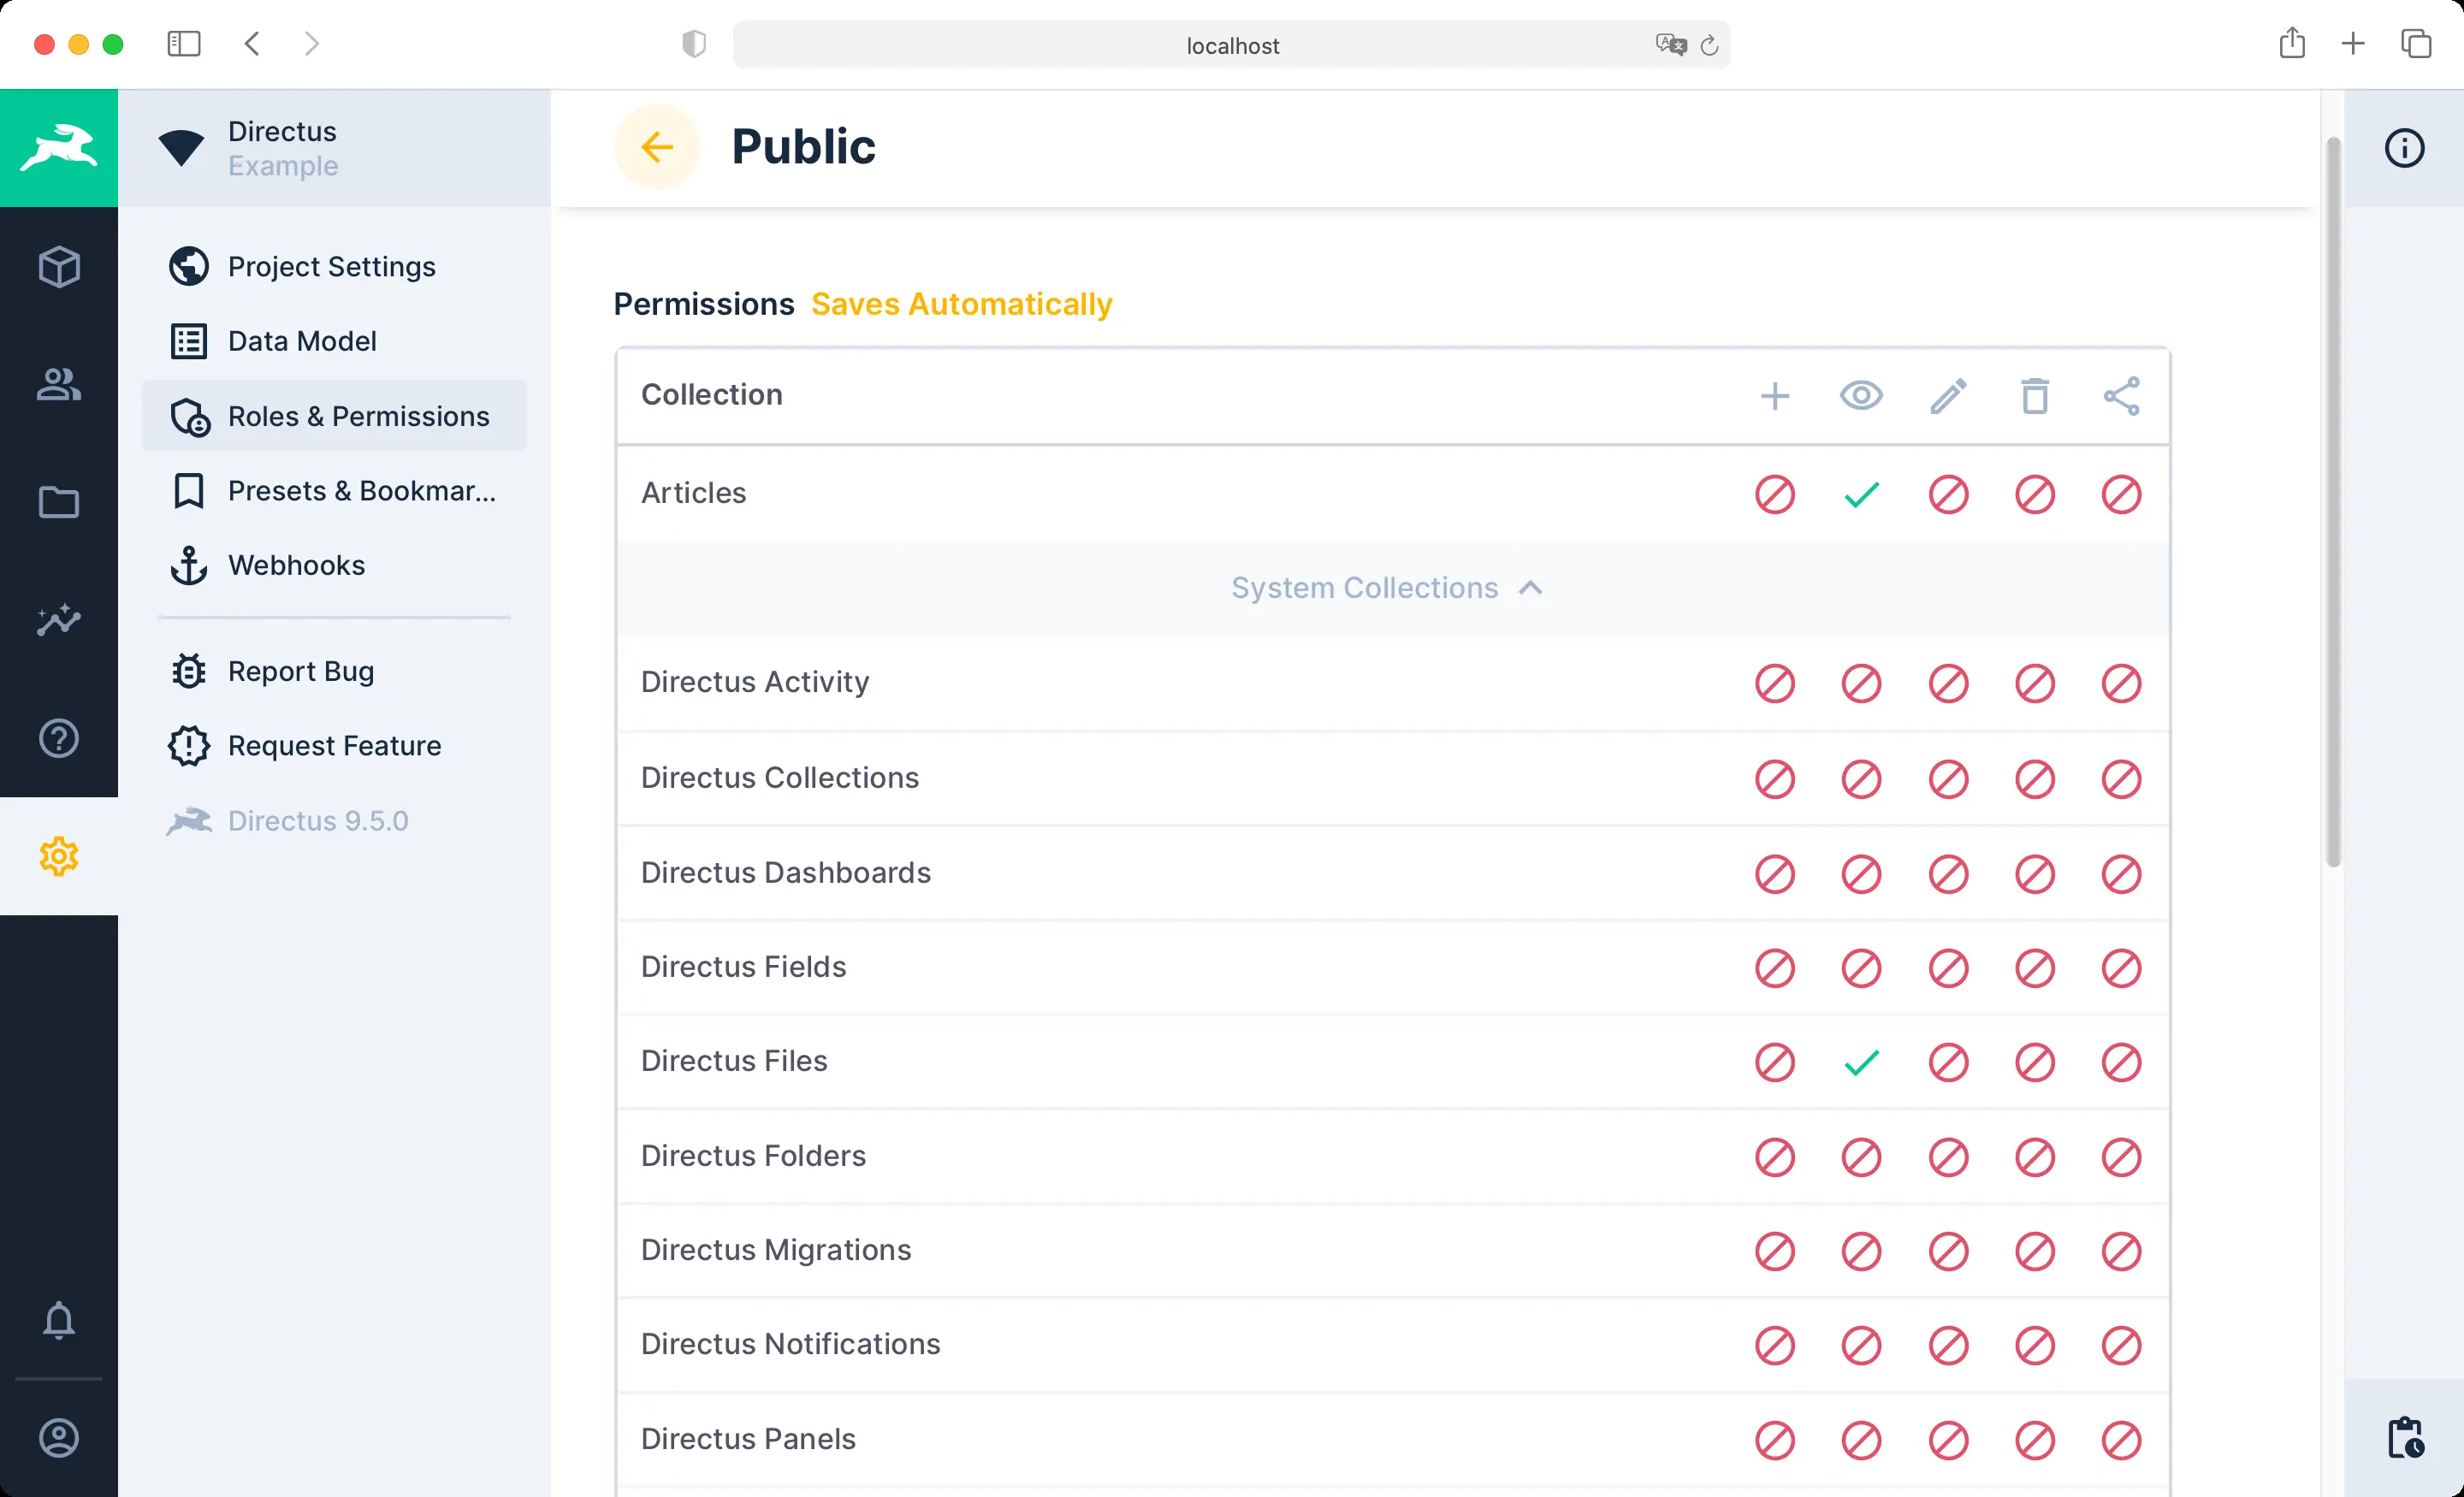 localhost
Directus
Example
Public
Project Settings
Data Model
Roles & Permissions
Presets & Bookmar...
Webhooks
Report Bug
Request Feature
Directus 9.5.0
Permissions Saves Automatically
Collection
Articles
System Collections
Directus Activity
Directus Collections
Directus Dashboards
Directus Fields
Directus Files
Directus Folders
Directus Migrations
Directus Notifications
Directus Panels